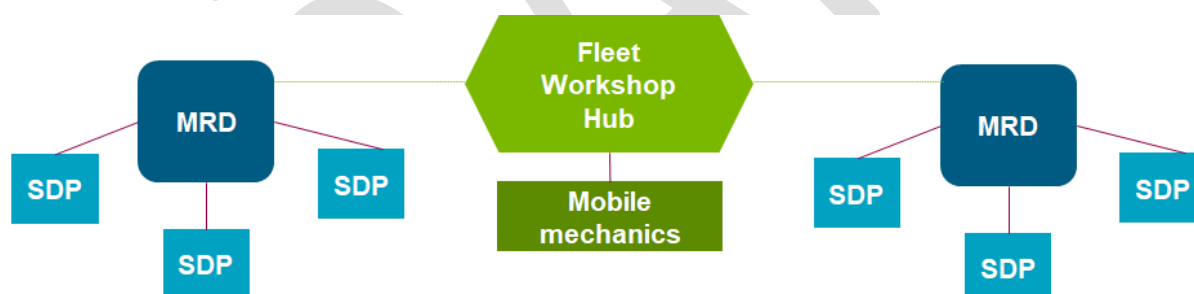 Fleet
Workshop
Hub
MRD
MRD
SDP
SDP
SDP
SDP
SDP
SDP
Mobile
mechanics